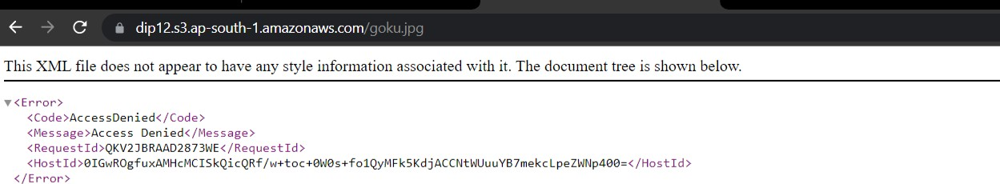 dip12.s3.ap-south-1.amazonaws.com/goku.jpg
This XML file does not appear to have any style information associated with it. The document tree is shown below.
▼<Error>
<Code>AccessDenied</Code>
<Message>Access Denied</Message>
<RequestId>QKV2JBRAAD2873WE</RequestId>
<HostId>0IGwROgfuxAMHcMCISkQicQRf/w+toc+0W0s+fo1QyMFk5KdjACCNtWUuuYB7mekcLpeZWNp400=</HostId>
</Error>